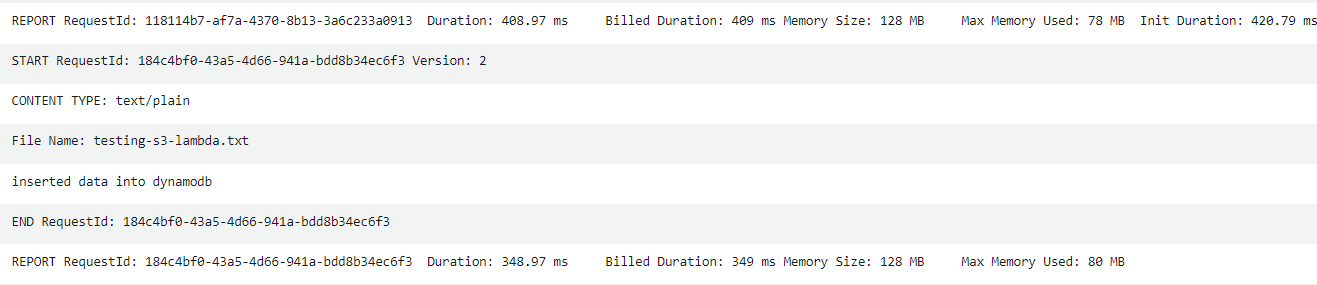 REPORT RequestId: 118114b7-af7a-4370-8b13-3a6c233a0913 Duration: 408.97 ms Billed Duration: 409 ms Memory Size: 128 MB Max Memory Used: 78 MB Init Duration: 420.79 ms
START RequestId: 184c4bf0-43a5-4d66-941a-bdd8b34ec6f3 Version: 2
CONTENT TYPE: text/plain
File Name: testing-s3-lambda.txt
inserted data into dynamodb
END RequestId: 184c4bf0-43a5-4d66-941a-bdd8b34ec6f3
REPORT RequestId: 184c4bf0-43a5-4d66-941a-bdd8b34ec6f3 Duration: 348.97 ms Billed Duration: 349 ms Memory Size: 128 MB Max Memory Used: 80 MB